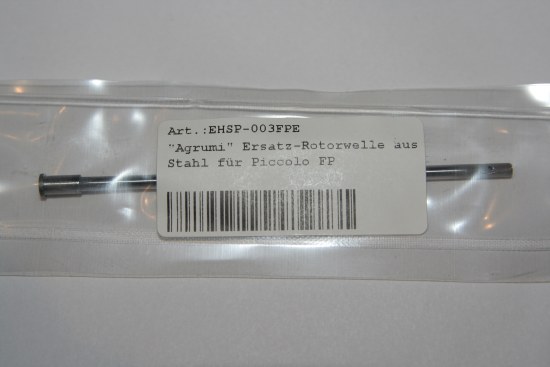 Art.:EHSP-003FPE
"Agrumi" Ersatz-Rotorwelle aus
Stahl für Piccolo FP